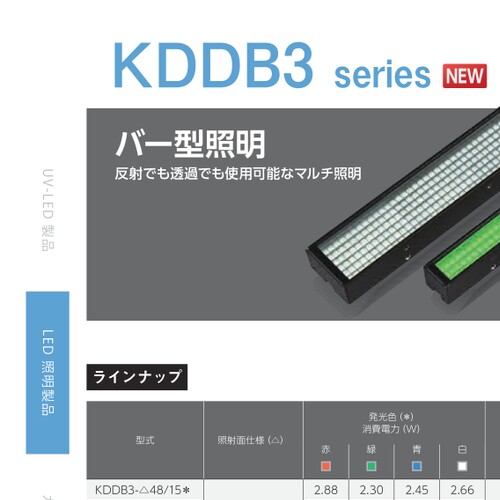 KDDB3 series NEW
バー型照明
反射でも透過でも使用可能なマルチ照明
UV-LED 製品
LED 照明製品
ラインナップ
型式
照射面仕様 (△)
発光色 (＊)
消費電力 (W)
赤 緑 青 白
KDDB3-△48/15＊ 2.88 2.30 2.45 2.66